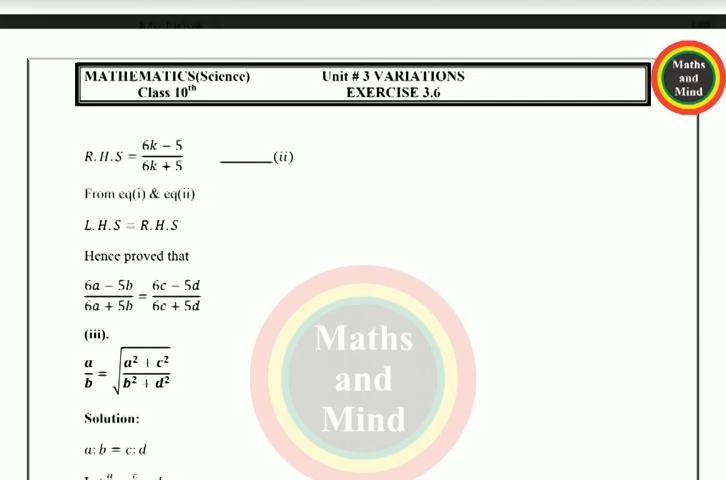 MATHEMATICS(Science) Unit # 3 VARIATIONS
Class 10th EXERCISE 3.6
Maths
and
Mind
R.H.S = 6k − 5 / 6k + 5 ______(ii)
From eq(i) & eq(ii)
L.H.S = R.H.S
Hence proved that
6a − 5b / 6a + 5b = 6c − 5d / 6c + 5d
(iii).
a/b = √(a² + c² / b² + d²)
Solution:
a: b = c: d
Maths
and
Mind